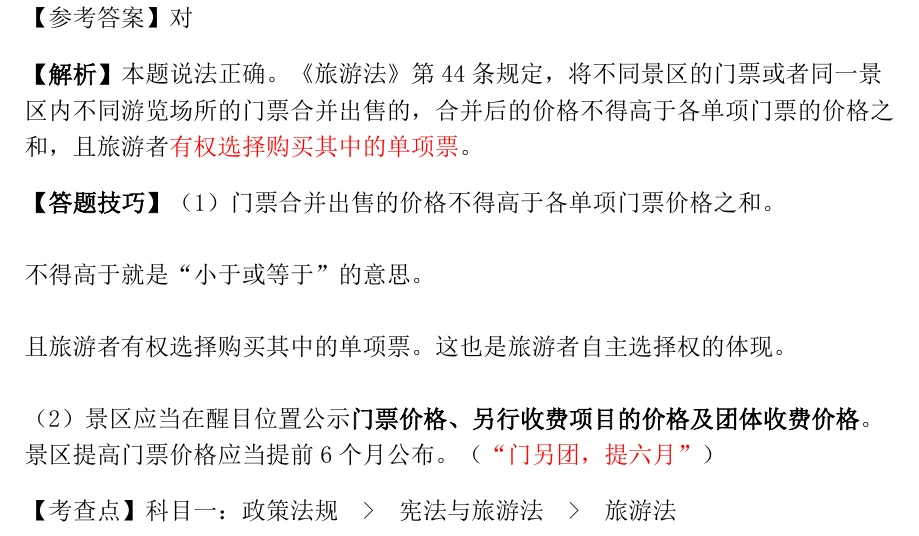 【参考答案】对
【解析】本题说法正确。《旅游法》第 44 条规定，将不同景区的门票或者同一景
区内不同游览场所的门票合并出售的，合并后的价格不得高于各单项门票的价格之
和，且旅游者有权选择购买其中的单项票。
【答题技巧】（1）门票合并出售的价格不得高于各单项门票价格之和。
不得高于就是“小于或等于”的意思。
且旅游者有权选择购买其中的单项票。这也是旅游者自主选择权的体现。
（2）景区应当在醒目位置公示门票价格、另行收费项目的价格及团体收费价格。
景区提高门票价格应当提前 6 个月公布。（“门另团，提六月”）
【考查点】科目一：政策法规 > 宪法与旅游法 > 旅游法